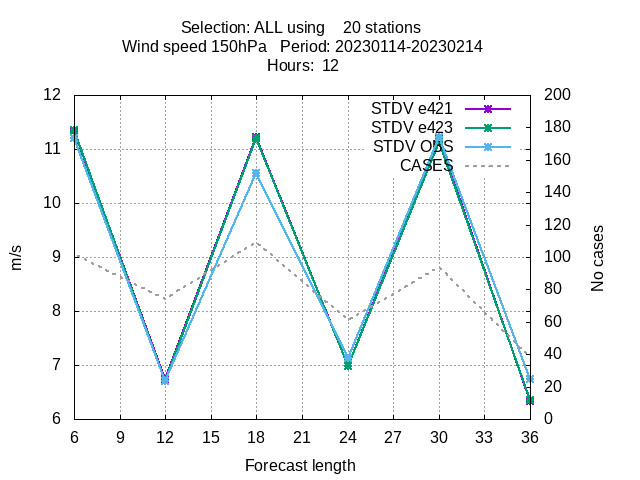 Selection: ALL using    20 stations
Wind speed 150hPa   Period: 20230114-20230214
Hours:  12
STDV e421
STDV e423
STDV OBS
CASES
m/s
No cases
12
11
10
9
8
7
6
200
180
160
140
120
100
80
60
40
20
0
6 9 12 15 18 21 24 27 30 33 36
Forecast length